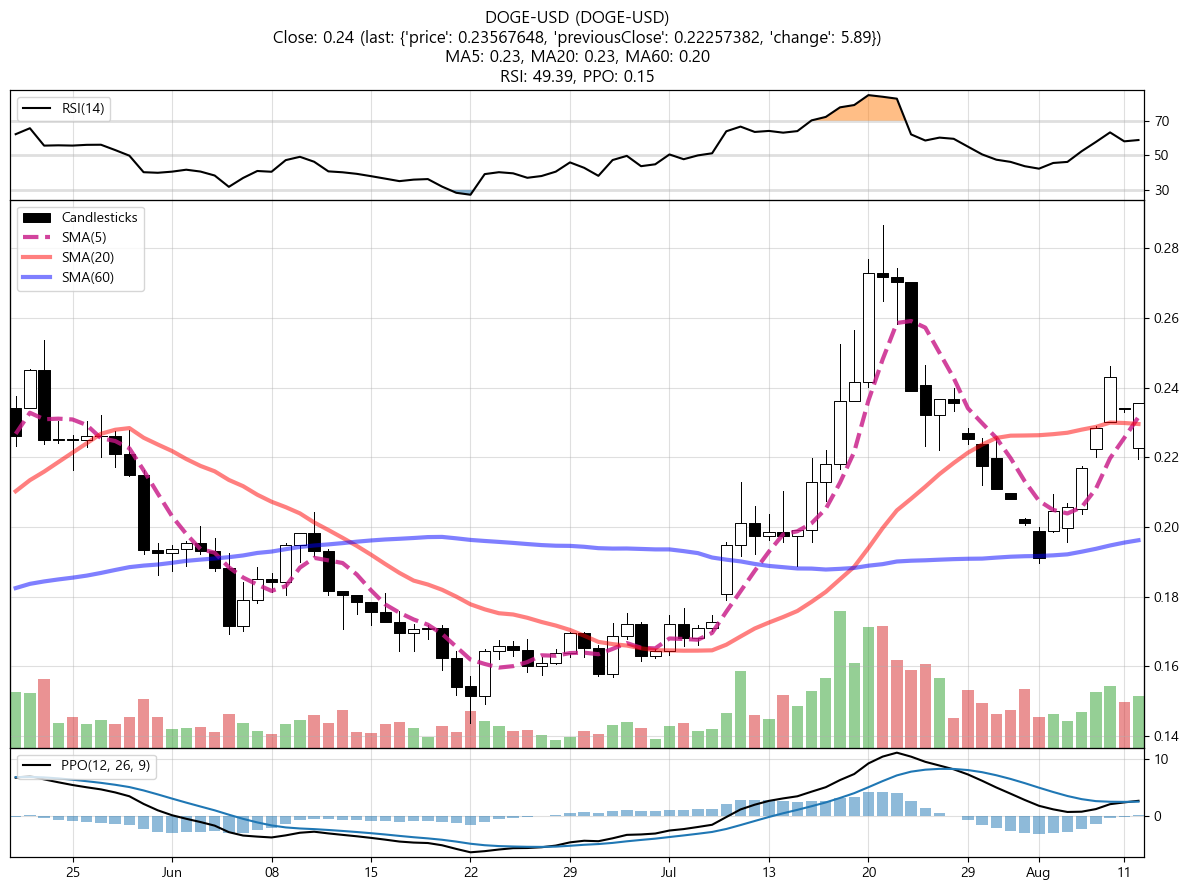 DOGE-USD (DOGE-USD)
Close: 0.24 (last: {'price': 0.23567648, 'previousClose': 0.22257382, 'change': 5.89})
MA5: 0.23, MA20: 0.23, MA60: 0.20
RSI: 49.39, PPO: 0.15
RSI(14)
70
50
30
Candlesticks
SMA(5)
SMA(20)
SMA(60)
0.28
0.26
0.24
0.22
0.20
0.18
0.16
0.14
PPO(12, 26, 9)
10
0
25 Jun 08 15 22 29 Jul 13 20 29 Aug 11